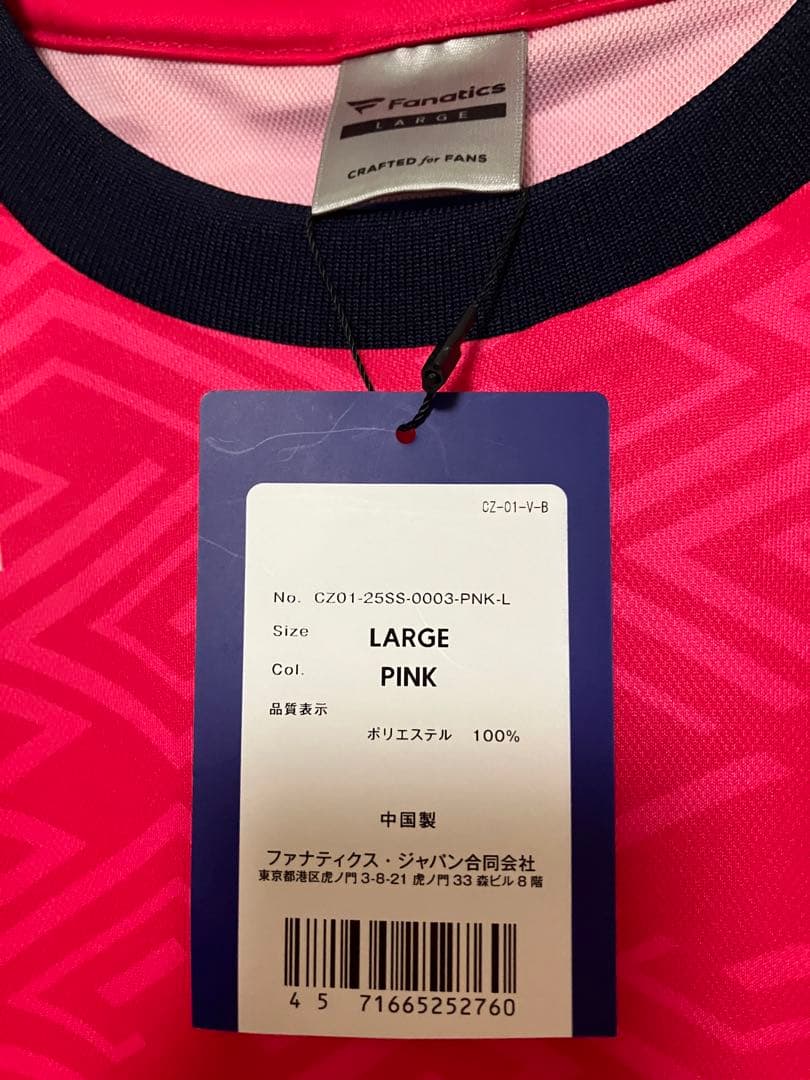 Fanatics
LARGE
CRAFTED for FANS
CZ-01-V-B
No. CZ01-25SS-0003-PNK-L
Size LARGE
Col. PINK
品質表示
ポリエステル 100%
中国製
ファナティクス・ジャパン合同会社
東京都港区虎ノ門 3-8-21 虎ノ門 33 森ビル 8 階
45 71665252760